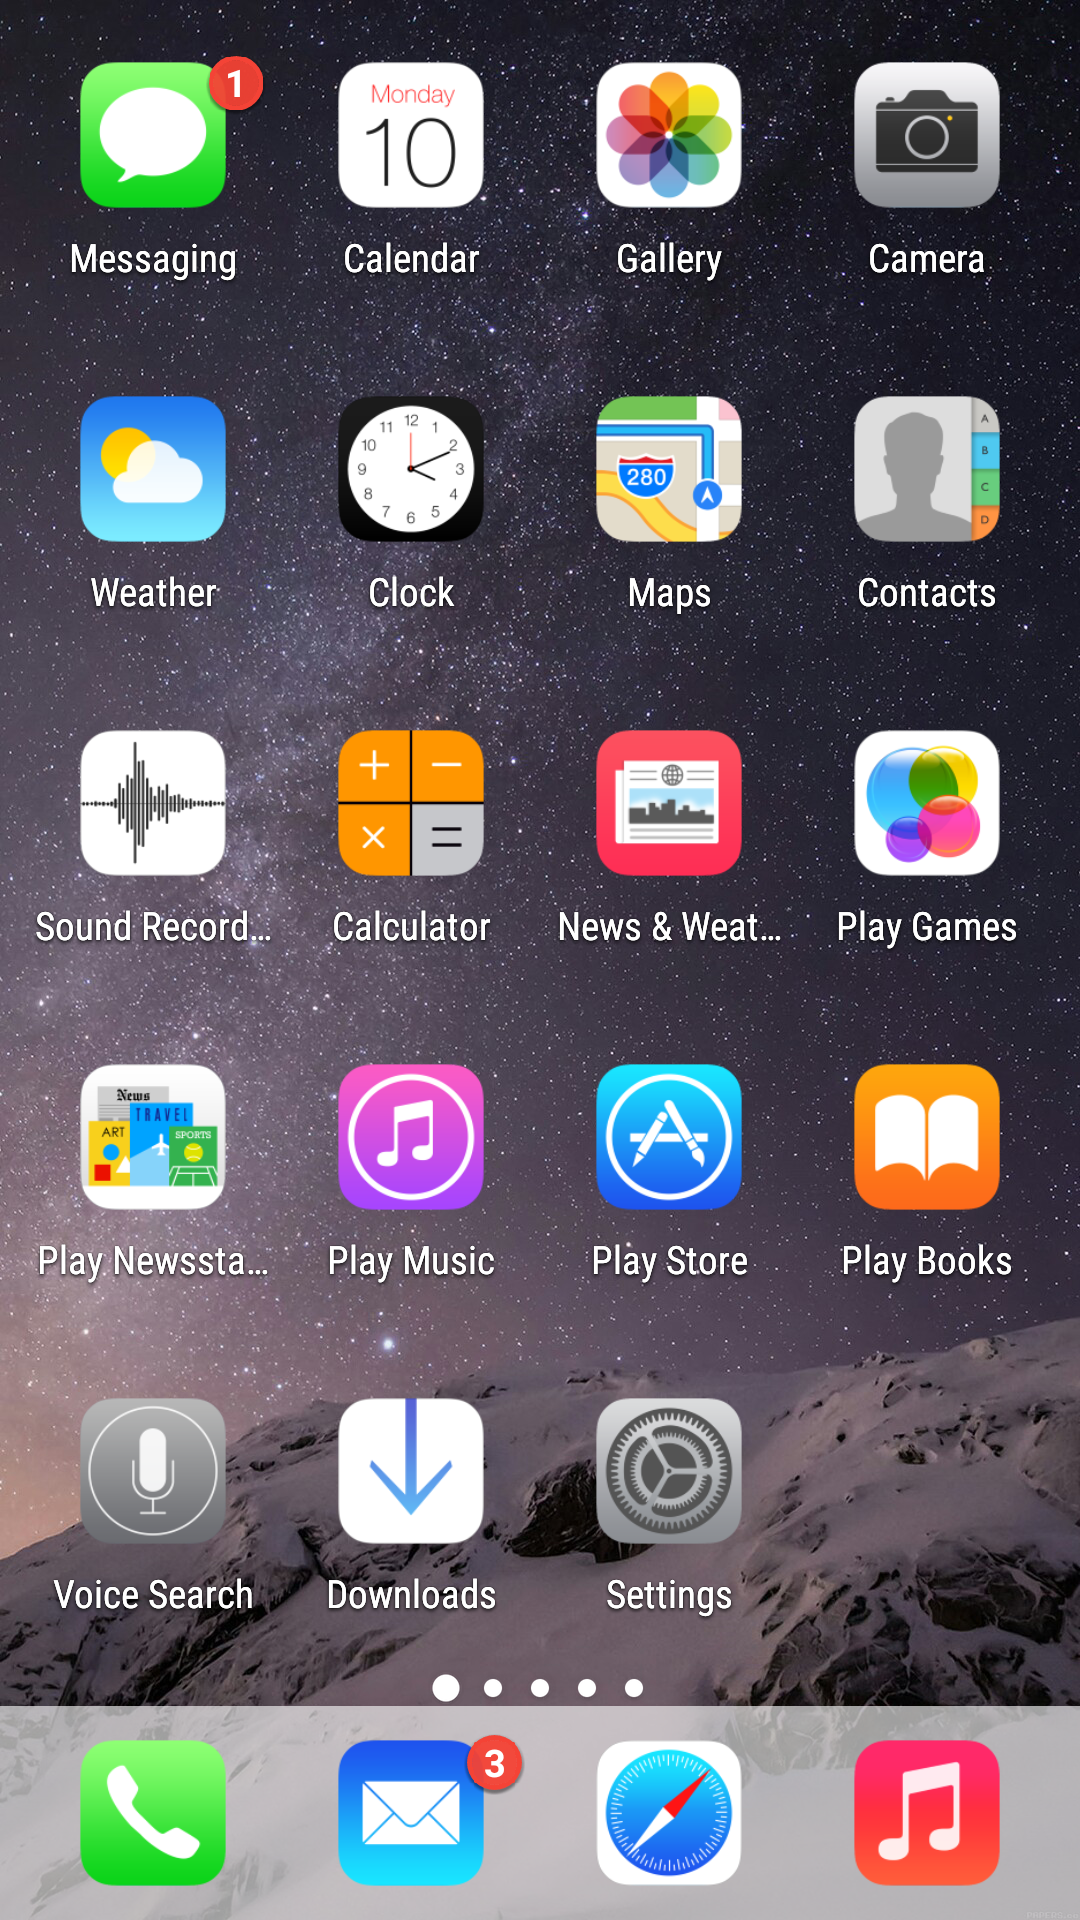 1
Monday
10
Messaging
Calendar
Gallery
Camera
12
11
1
10
2
9
3
8
4
7
5
6
280
A
B
C
D
Weather
Clock
Maps
Contacts
Sound Record...
Calculator
News & Weat...
Play Games
News
TRAVEL
ART
SPORTS
Play Newssta...
Play Music
Play Store
Play Books
Voice Search
Downloads
Settings
3